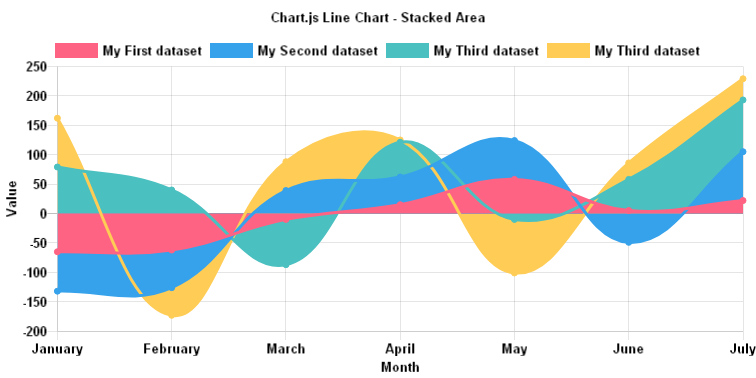 Chart.js Line Chart - Stacked Area
My First dataset My Second dataset My Third dataset My Third dataset
250
200
150
100
50
0
-50
-100
-150
-200
Value
January February March April May June July
Month